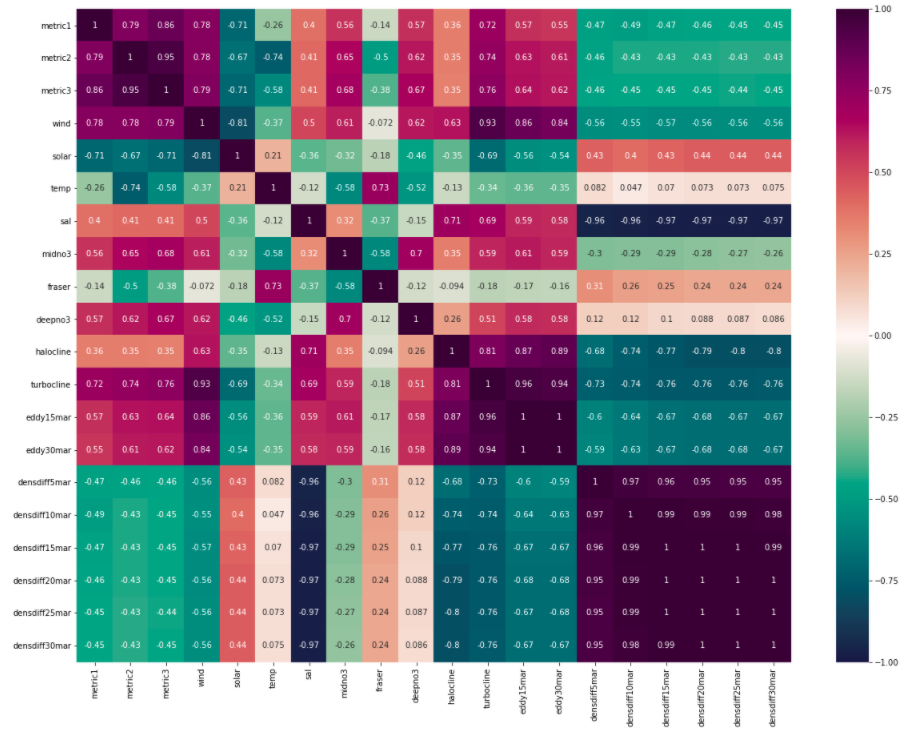 metric1 1 0.79 0.86 0.78 -0.71 -0.26 0.4 0.56 -0.14 0.57 0.36 0.72 0.57 0.55 -0.47 -0.49 -0.47 -0.46 -0.45 -0.45
metric2 0.79 1 0.95 0.78 -0.67 -0.74 0.41 0.65 -0.5 0.62 0.35 0.74 0.63 0.61 -0.46 -0.43 -0.43 -0.43 -0.43 -0.43
metric3 0.86 0.95 1 0.79 -0.71 -0.58 0.41 0.68 -0.38 0.67 0.35 0.76 0.64 0.62 -0.46 -0.45 -0.45 -0.45 -0.44 -0.45
wind 0.78 0.78 0.79 1 -0.81 -0.37 0.5 0.61 -0.072 0.62 0.63 0.93 0.86 0.84 -0.56 -0.55 -0.57 -0.56 -0.56 -0.56
solar -0.71 -0.67 -0.71 -0.81 1 0.21 -0.36 -0.32 -0.18 -0.46 -0.35 -0.69 -0.56 -0.54 0.43 0.4 0.43 0.44 0.44 0.44
temp -0.26 -0.74 -0.58 -0.37 0.21 1 -0.12 -0.58 0.73 -0.52 -0.13 -0.34 -0.36 -0.35 0.082 0.047 0.07 0.073 0.073 0.075
sal 0.4 0.41 0.41 0.5 -0.36 -0.12 1 0.32 -0.37 -0.15 0.71 0.69 0.59 0.58 -0.96 -0.96 -0.97 -0.97 -0.97 -0.97
midno3 0.56 0.65 0.68 0.61 -0.32 -0.58 0.32 1 -0.58 0.7 0.35 0.59 0.61 0.59 -0.3 -0.29 -0.29 -0.28 -0.27 -0.26
fraser -0.14 -0.5 -0.38 -0.072 -0.18 0.73 -0.37 -0.58 1 -0.12 -0.094 -0.18 -0.17 -0.16 0.31 0.26 0.25 0.24 0.24 0.24
deepno3 0.57 0.62 0.67 0.62 -0.46 -0.52 -0.15 0.7 -0.12 1 0.26 0.51 0.58 0.58 0.12 0.12 0.1 0.088 0.087 0.086
halocline 0.36 0.35 0.35 0.63 -0.35 -0.13 0.71 0.35 -0.094 0.26 1 0.81 0.87 0.89 -0.68 -0.74 -0.77 -0.79 -0.8 -0.8
turbocline 0.72 0.74 0.76 0.93 -0.69 -0.34 0.69 0.59 -0.18 0.51 0.81 1 0.96 0.94 -0.73 -0.74 -0.76 -0.76 -0.76 -0.76
eddy15mar 0.57 0.63 0.64 0.86 -0.56 -0.36 0.59 0.61 -0.17 0.58 0.87 0.96 1 1 -0.6 -0.64 -0.67 -0.68 -0.67 -0.67
eddy30mar 0.55 0.61 0.62 0.84 -0.54 -0.35 0.58 0.59 -0.16 0.58 0.89 0.94 1 1 -0.59 -0.63 -0.67 -0.68 -0.68 -0.67
densdiff5mar -0.47 -0.46 -0.46 -0.56 0.43 0.082 -0.96 -0.3 0.31 0.12 -0.68 -0.73 -0.6 -0.59 1 0.97 0.96 0.95 0.95 0.95
densdiff10mar -0.49 -0.43 -0.45 -0.55 0.4 0.047 -0.96 -0.29 0.26 0.12 -0.74 -0.74 -0.64 -0.63 0.97 1 0.99 0.99 0.99 0.98
densdiff15mar -0.47 -0.43 -0.45 -0.57 0.43 0.07 -0.97 -0.29 0.25 0.1 -0.77 -0.76 -0.67 -0.67 0.96 0.99 1 1 1 0.99
densdiff20mar -0.46 -0.43 -0.45 -0.56 0.44 0.073 -0.97 -0.28 0.24 0.088 -0.79 -0.76 -0.68 -0.68 0.95 0.99 1 1 1 1
densdiff25mar -0.45 -0.43 -0.44 -0.56 0.44 0.073 -0.97 -0.27 0.24 0.087 -0.8 -0.76 -0.67 -0.68 0.95 0.99 1 1 1 1
densdiff30mar -0.45 -0.43 -0.45 -0.56 0.44 0.075 -0.97 -0.26 0.24 0.086 -0.8 -0.76 -0.67 -0.67 0.95 0.98 0.99 1 1 1
metric1 metric2 metric3 wind solar temp sal midno3 fraser deepno3 halocline turbocline eddy15mar eddy30mar densdiff5mar densdiff10mar densdiff15mar densdiff20mar densdiff25mar densdiff30mar
1.00
0.75
0.50
0.25
0.00
-0.25
-0.50
-0.75
-1.00